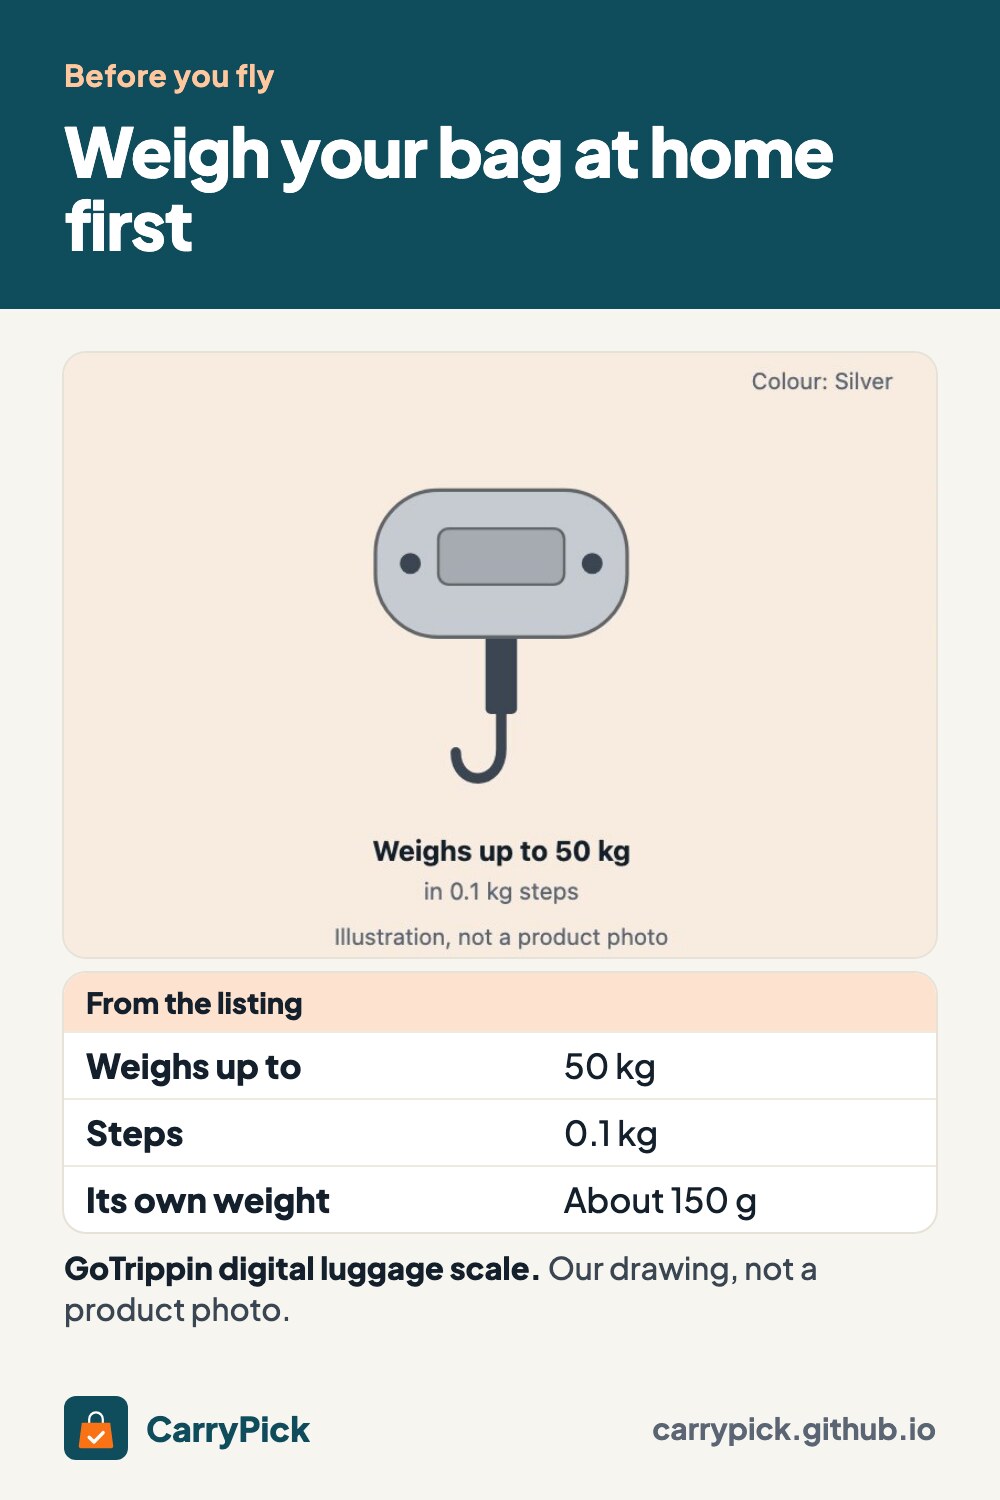 Before you fly
Weigh your bag at home
first
Colour: Silver
Weighs up to 50 kg
in 0.1 kg steps
Illustration, not a product photo
From the listing
Weighs up to 50 kg
Steps 0.1 kg
Its own weight About 150 g
GoTrippin digital luggage scale. Our drawing, not a
product photo.
CarryPick carrypick.github.io